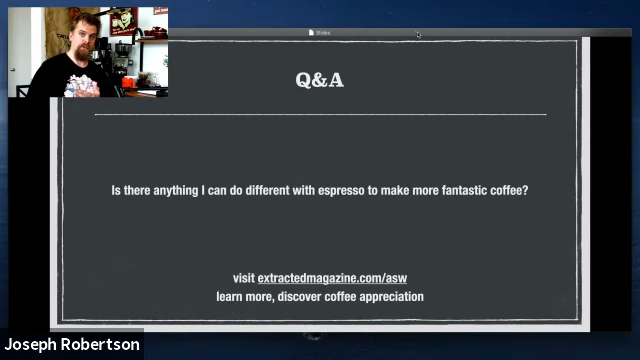 Slides
Q&A
Is there anything I can do different with espresso to make more fantastic coffee?
visit extractedmagazine.com/asw
learn more, discover coffee appreciation
Joseph Robertson